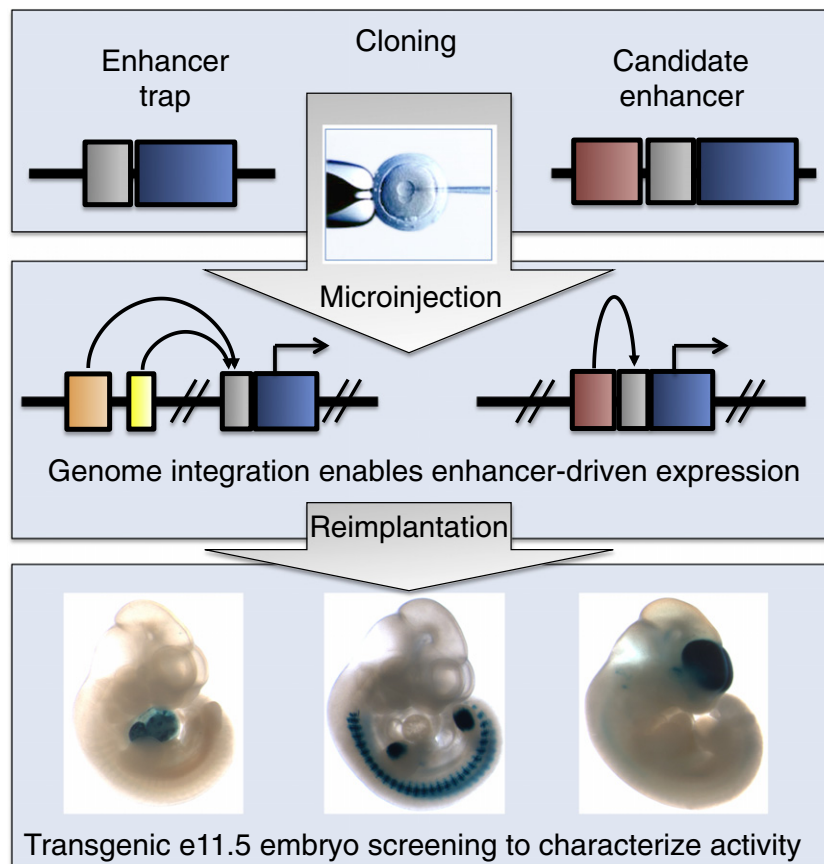 Cloning
Enhancer
trap
Candidate
enhancer
Microinjection
Genome integration enables enhancer-driven expression
Reimplantation
Transgenic e11.5 embryo screening to characterize activity